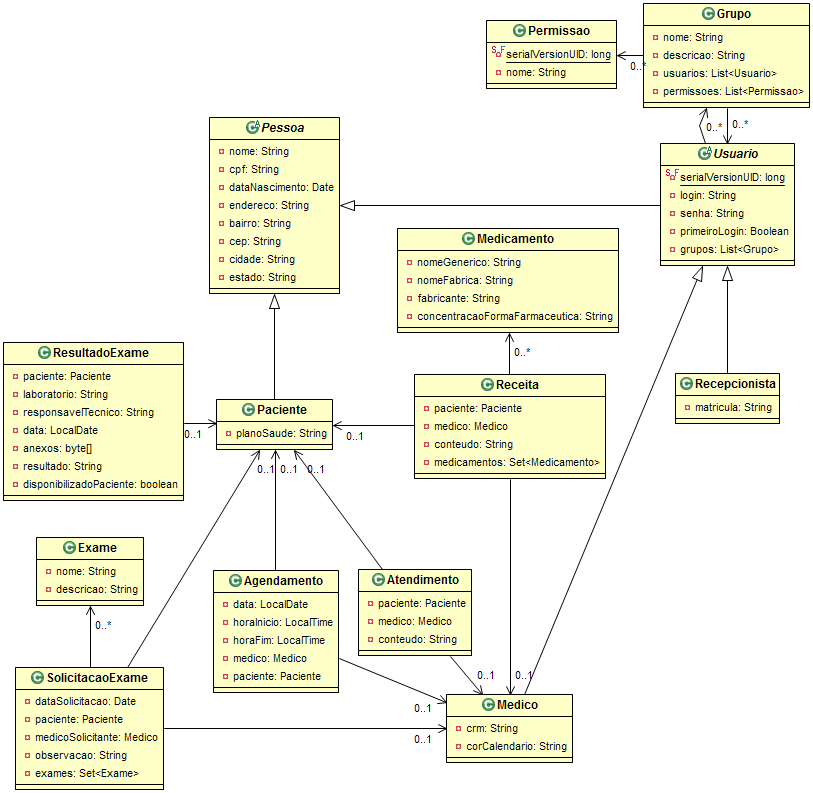 Grupo
nome: String
descricao: String
usuarios: List<Usuario>
permissoes: List<Permissao>
Permissao
serialVersionUID: long
nome: String
0..*
0..*
0..*
Pessoa
nome: String
cpf: String
dataNascimento: Date
endereco: String
bairro: String
cep: String
cidade: String
estado: String
Usuario
serialVersionUID: long
login: String
senha: String
primeiroLogin: Boolean
grupos: List<Grupo>
Medicamento
nomeGenerico: String
nomeFabrica: String
fabricante: String
concentracaoFormaFarmaceutica: String
0..*
ResultadoExame
paciente: Paciente
laboratorio: String
responsavelTecnico: String
data: LocalDate
anexos: byte[]
resultado: String
disponibilizadoPaciente: boolean
0..1
Paciente
planoSaude: String
0..1
0..1
0..1
0..1
Receita
paciente: Paciente
medico: Medico
conteudo: String
medicamentos: Set<Medicamento>
Recepcionista
matricula: String
Exame
nome: String
descricao: String
0..*
Agendamento
data: LocalDate
horaInicio: LocalTime
horaFim: LocalTime
medico: Medico
paciente: Paciente
Atendimento
paciente: Paciente
medico: Medico
conteudo: String
0..1
0..1
0..1
0..1
SolicitacaoExame
dataSolicitacao: Date
paciente: Paciente
medicoSolicitante: Medico
observacao: String
exames: Set<Exame>
Medico
crm: String
corCalendario: String